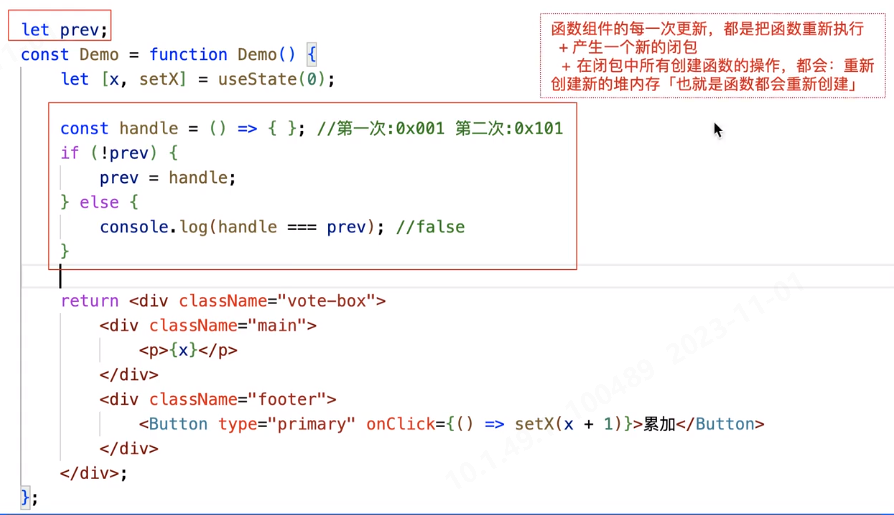 let prev;
const Demo = function Demo() {
let [x, setX] = useState(0);
const handle = () => { }; //第一次:0x001 第二次:0x101
if (!prev) {
prev = handle;
} else {
console.log(handle === prev); //false
}
return <div className="vote-box">
<div className="main">
<p>{x}</p>
</div>
<div className="footer">
<Button type="primary" onClick={() => setX(x + 1)}>累加</Button>
</div>
</div>;
};
函数组件的每一次更新，都是把函数重新执行
+ 产生一个新的闭包
+ 在闭包中所有创建函数的操作，都会：重新
创建新的堆内存「也就是函数都会重新创建」
2023-11-01